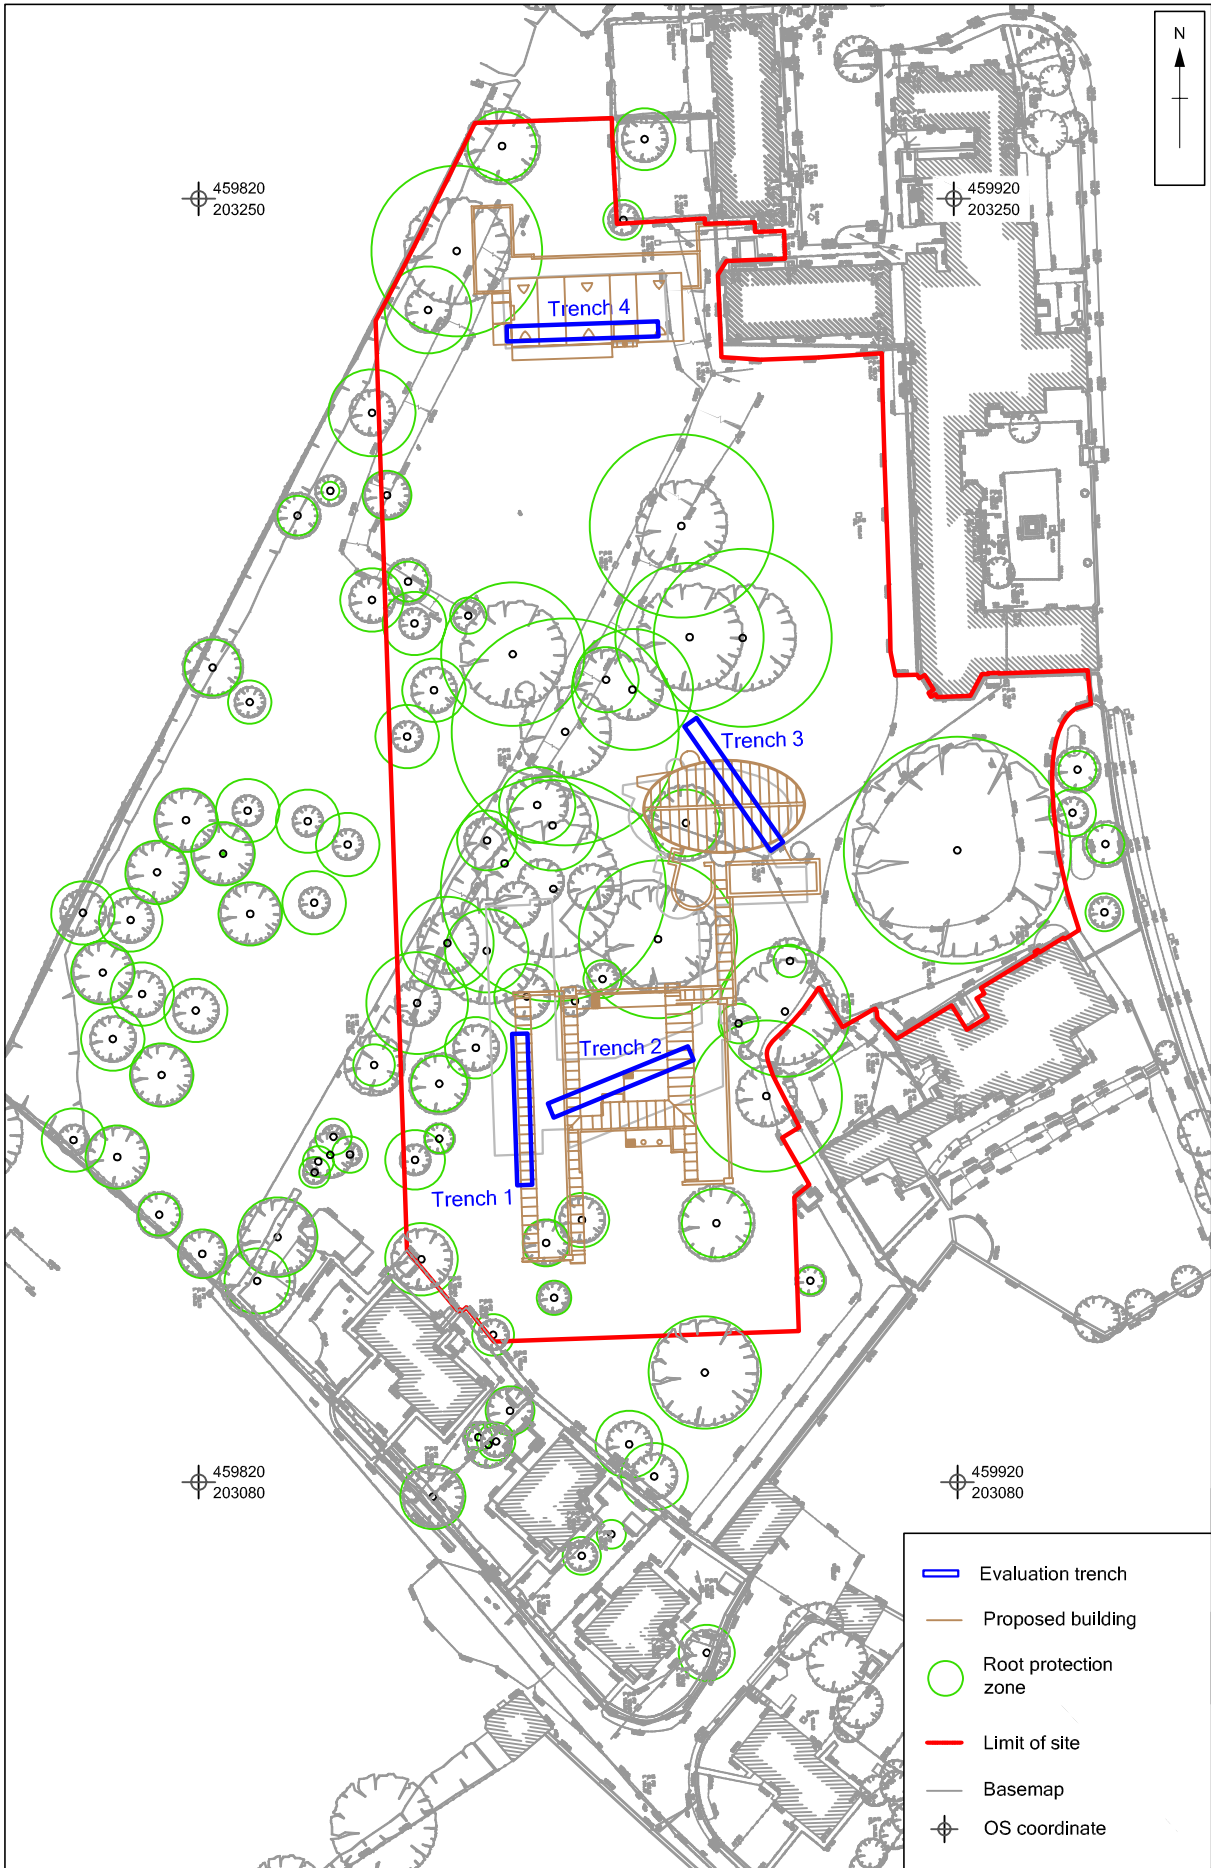 N
459820
203250
459920
203250
Trench 4
Trench 3
Trench 2
Trench 1
459820
203080
459920
203080
Evaluation trench
Proposed building
Root protection
zone
Limit of site
Basemap
OS coordinate